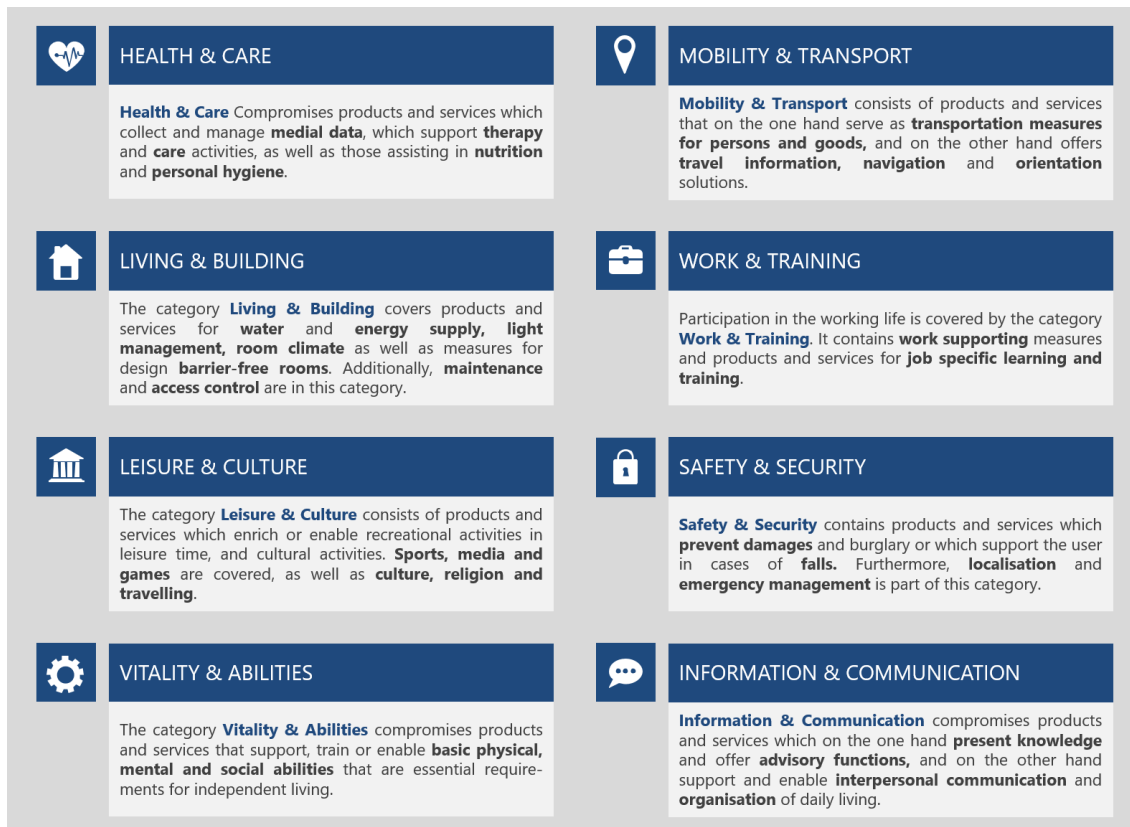 HEALTH & CARE
Health & Care Compromises products and services which
collect and manage medial data, which support therapy
and care activities, as well as those assisting in nutrition
and personal hygiene.
MOBILITY & TRANSPORT
Mobility & Transport consists of products and services
that on the one hand serve as transportation measures
for persons and goods, and on the other hand offers
travel information, navigation and orientation
solutions.
LIVING & BUILDING
The category Living & Building covers products and
services for water and energy supply, light
management, room climate as well as measures for
design barrier-free rooms. Additionally, maintenance
and access control are in this category.
WORK & TRAINING
Participation in the working life is covered by the category
Work & Training. It contains work supporting measures
and products and services for job specific learning and
training.
LEISURE & CULTURE
The category Leisure & Culture consists of products and
services which enrich or enable recreational activities in
leisure time, and cultural activities. Sports, media and
games are covered, as well as culture, religion and
travelling.
SAFETY & SECURITY
Safety & Security contains products and services which
prevent damages and burglary or which support the user
in cases of falls. Furthermore, localisation and
emergency management is part of this category.
VITALITY & ABILITIES
The category Vitality & Abilities compromises products
and services that support, train or enable basic physical,
mental and social abilities that are essential require-
ments for independent living.
INFORMATION & COMMUNICATION
Information & Communication compromises products
and services which on the one hand present knowledge
and offer advisory functions, and on the other hand
support and enable interpersonal communication and
organisation of daily living.